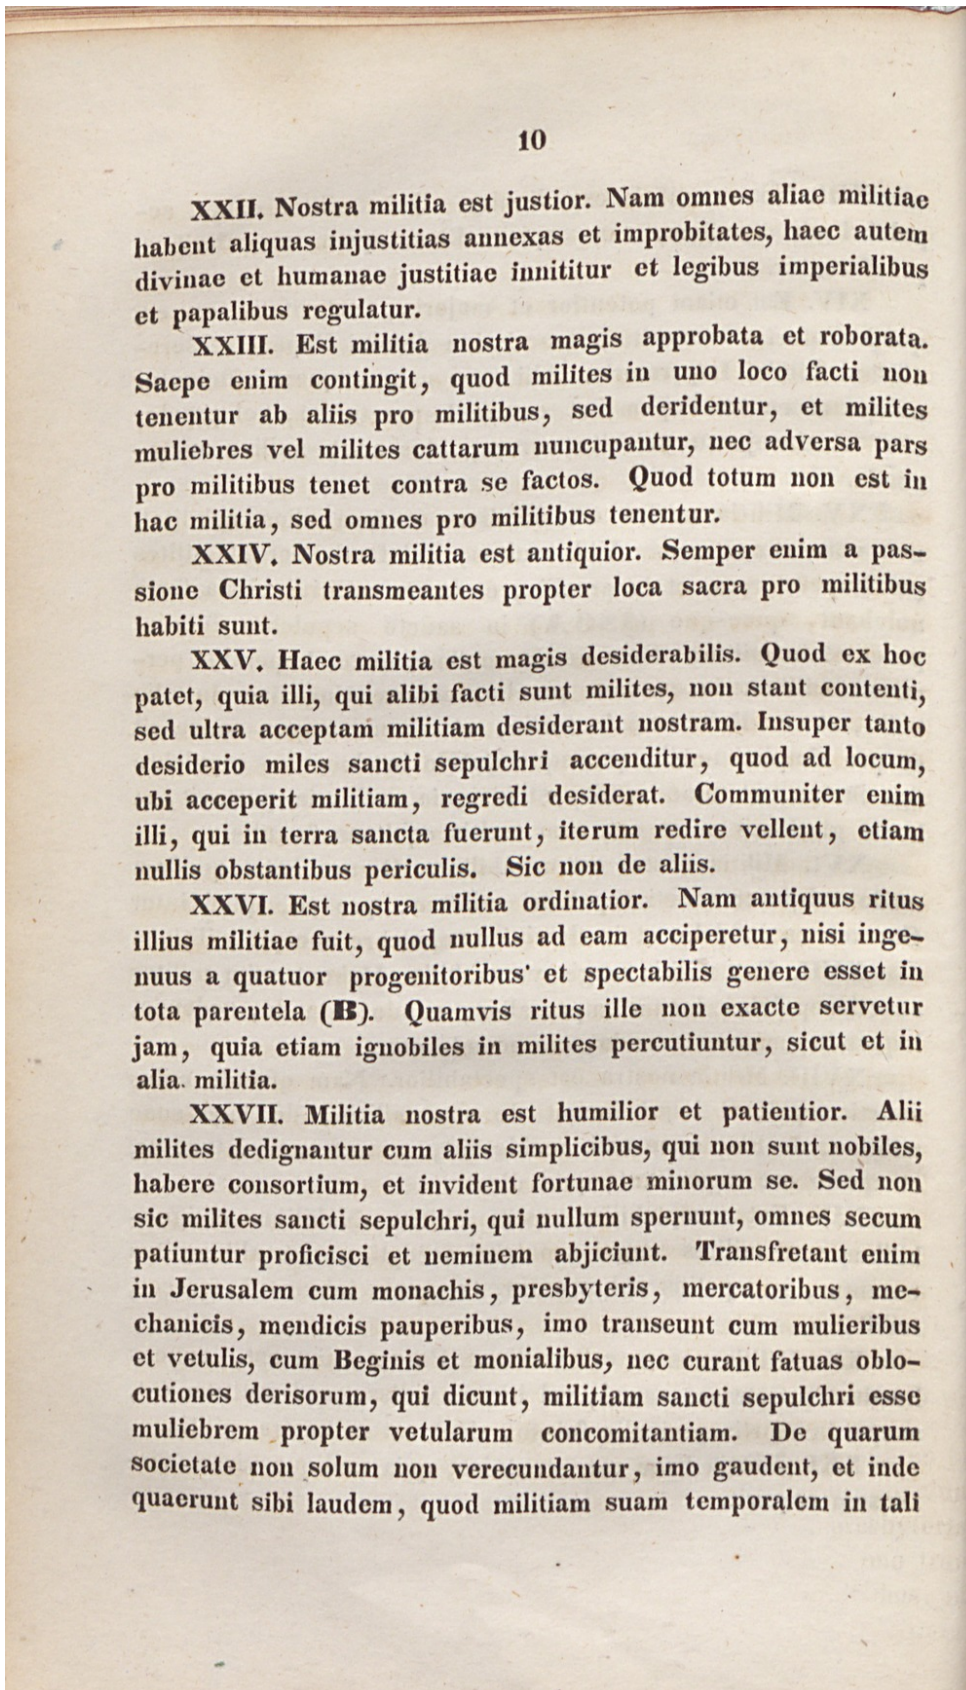 10
XXII. Nostra militia est justior. Nam omnes aliae militiae
habent aliquas injustitias annexas et improbitates, haec autem
divinae et humanae justitiae innititur et legibus imperialibus
et papalibus regulatur.
XXIII. Est militia nostra magis approbata et roborata.
Saepe enim contingit, quod milites in uno loco facti non
tenentur ab aliis pro militibus, sed deridentur, et milites
muliebres vel milites cattarum nuncupantur, nec adversa pars
pro militibus tenet contra se factos. Quod totum non est in
hac militia, sed omnes pro militibus tenentur.
XXIV. Nostra militia est antiquior. Semper enim a pas-
sione Christi transmeantes propter loca sacra pro militibus
habiti sunt.
XXV. Haec militia est magis desiderabilis. Quod ex hoc
patet, quia illi, qui alibi facti sunt milites, non stant contenti,
sed ultra acceptam militiam desiderant nostram. Insuper tanto
desiderio miles sancti sepulchri accenditur, quod ad locum,
ubi acceperit militiam, regredi desiderat. Communiter enim
illi, qui in terra sancta fuerunt, iterum redire vellent, etiam
nullis obstantibus periculis. Sic non de aliis.
XXVI. Est nostra militia ordinatior. Nam antiquus ritus
illius militiae fuit, quod nullus ad eam acciperetur, nisi inge-
nuus a quatuor progenitoribus et spectabilis genere esset in
tota parentela (B). Quamvis ritus ille non exacte servetur
jam, quia etiam ignobiles in milites percutiuntur, sicut et in
alia militia.
XXVII. Militia nostra est humilior et patientior. Alii
milites dedignantur cum aliis simplicibus, qui non sunt nobiles,
habere consortium, et invident fortunae minorum se. Sed non
sic milites sancti sepulchri, qui nullum spernunt, omnes secum
patiuntur proficisci et neminem abjiciunt. Transfretant enim
in Jerusalem cum monachis, presbyteris, mercatoribus, me-
chanicis, mendicis pauperibus, imo transeunt cum mulieribus
et vetulis, cum Beginis et monialibus, nec curant fatuas oblo-
cutiones derisorum, qui dicunt, militiam sancti sepulchri esse
muliebrem propter vetularum concomitantiam. De quarum
societate non solum non verecundantur, imo gaudent, et inde
quaerunt sibi laudem, quod militiam suam temporalem in tali